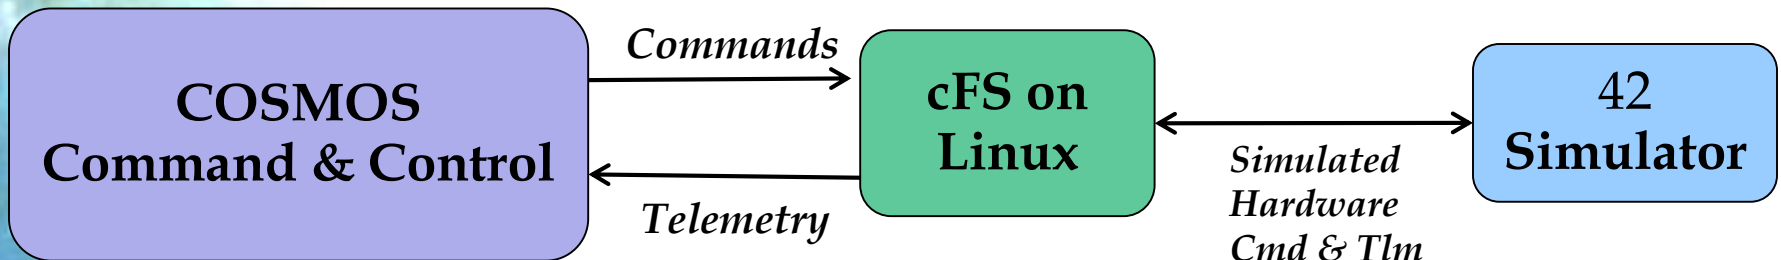 COSMOS
Command & Control
Commands
Telemetry
cFS on
Linux
Simulated
Hardware
Cmd & Tlm
42
Simulator